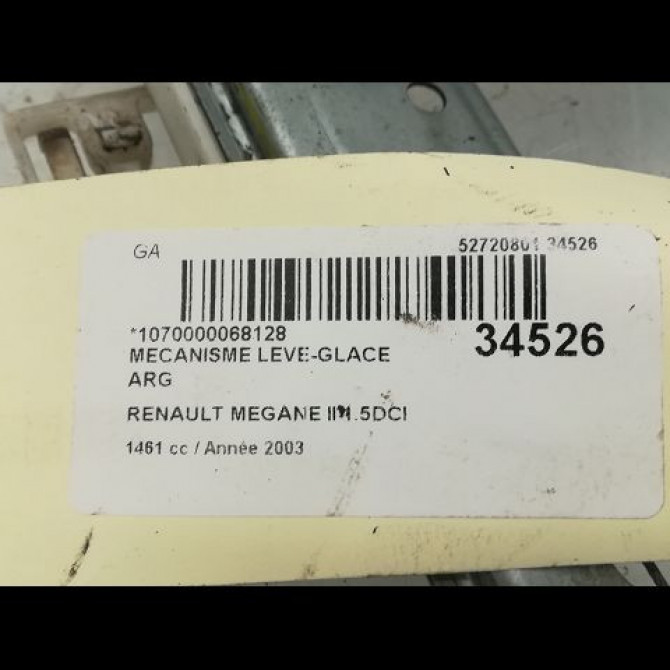 GA 52720801 34526
*1070000068128 34526
MECANISME LEVE-GLACE
ARG
RENAULT MEGANE II 1.5DCI
1461 cc / Année 2003